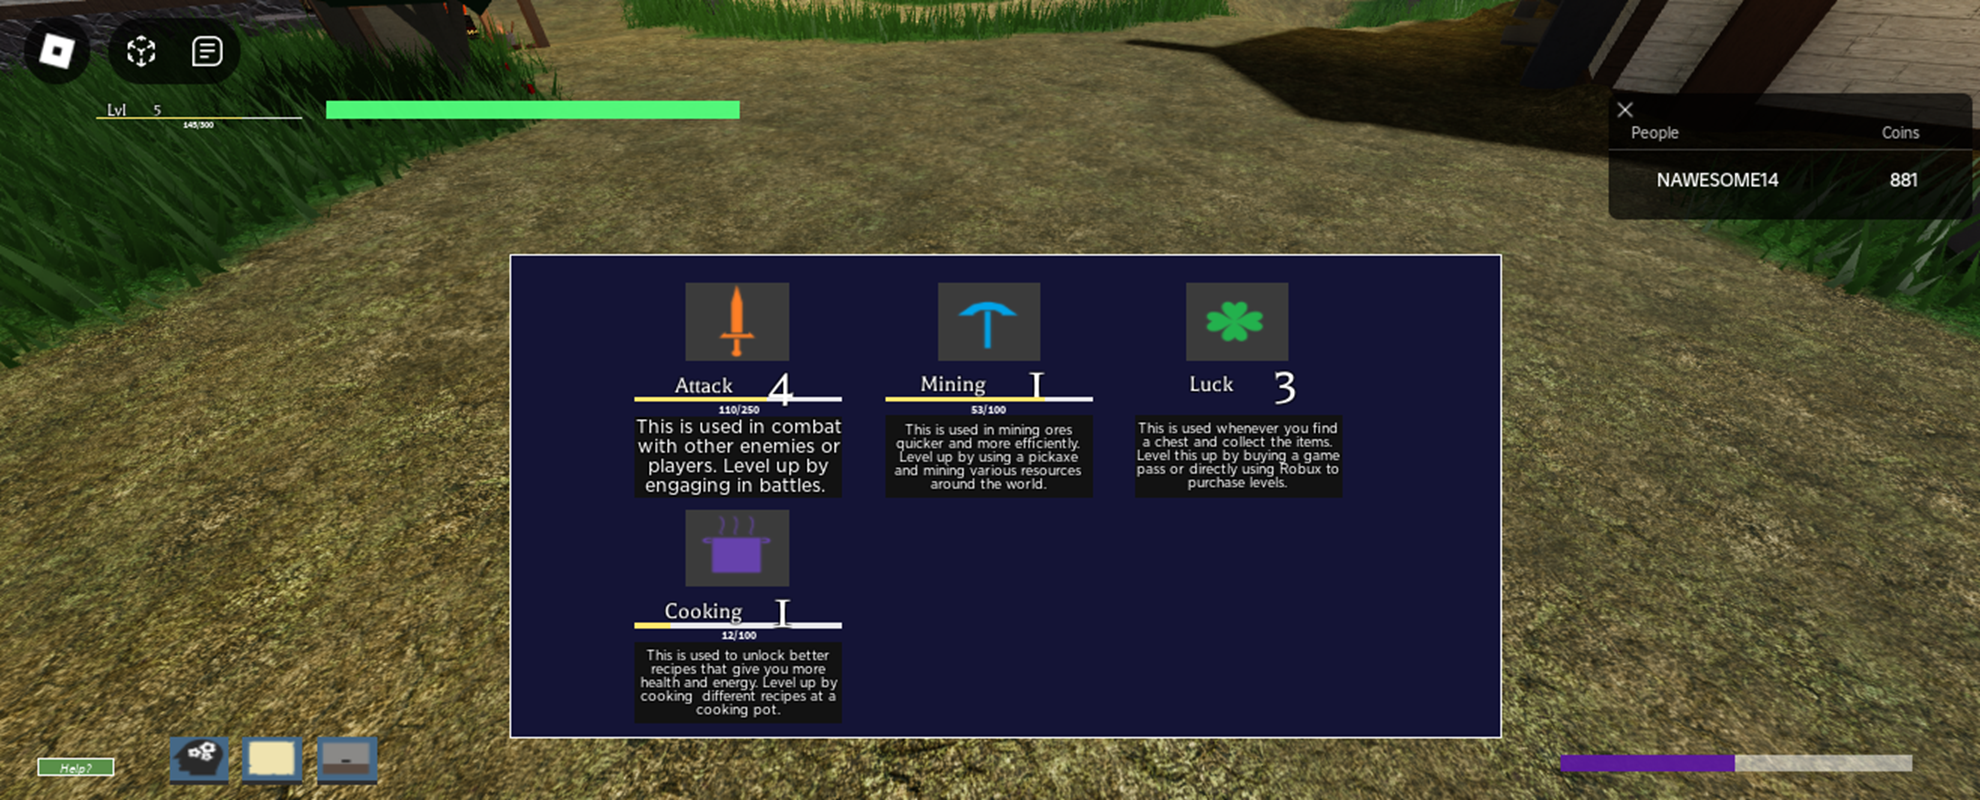 Lvl 5
145/300
People Coins
NAWESOME14 881
Attack 4
110/250
This is used in combat
with other enemies or
players. Level up by
engaging in battles.
Mining 1
53/100
This is used in mining ores
quicker and more efficiently.
Level up by using a pickaxe
and mining various resources
around the world.
Luck 3
This is used whenever you find
a chest and collect the items.
Level this up by buying a game
pass or directly using Robux to
purchase levels.
Cooking 1
12/100
This is used to unlock better
recipes that give you more
health and energy. Level up by
cooking different recipes at a
cooking pot.
Help?